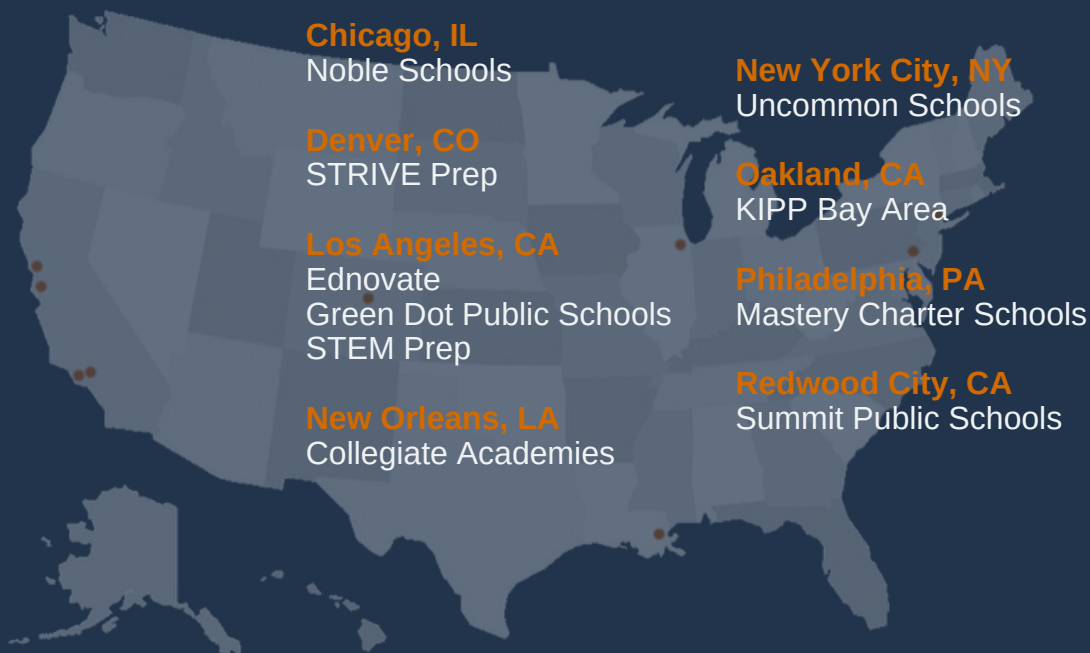 Chicago, IL
Noble Schools
Denver, CO
STRIVE Prep
Los Angeles, CA
Ednovate
Green Dot Public Schools
STEM Prep
New Orleans, LA
Collegiate Academies
New York City, NY
Uncommon Schools
Oakland, CA
KIPP Bay Area
Philadelphia, PA
Mastery Charter Schools
Redwood City, CA
Summit Public Schools